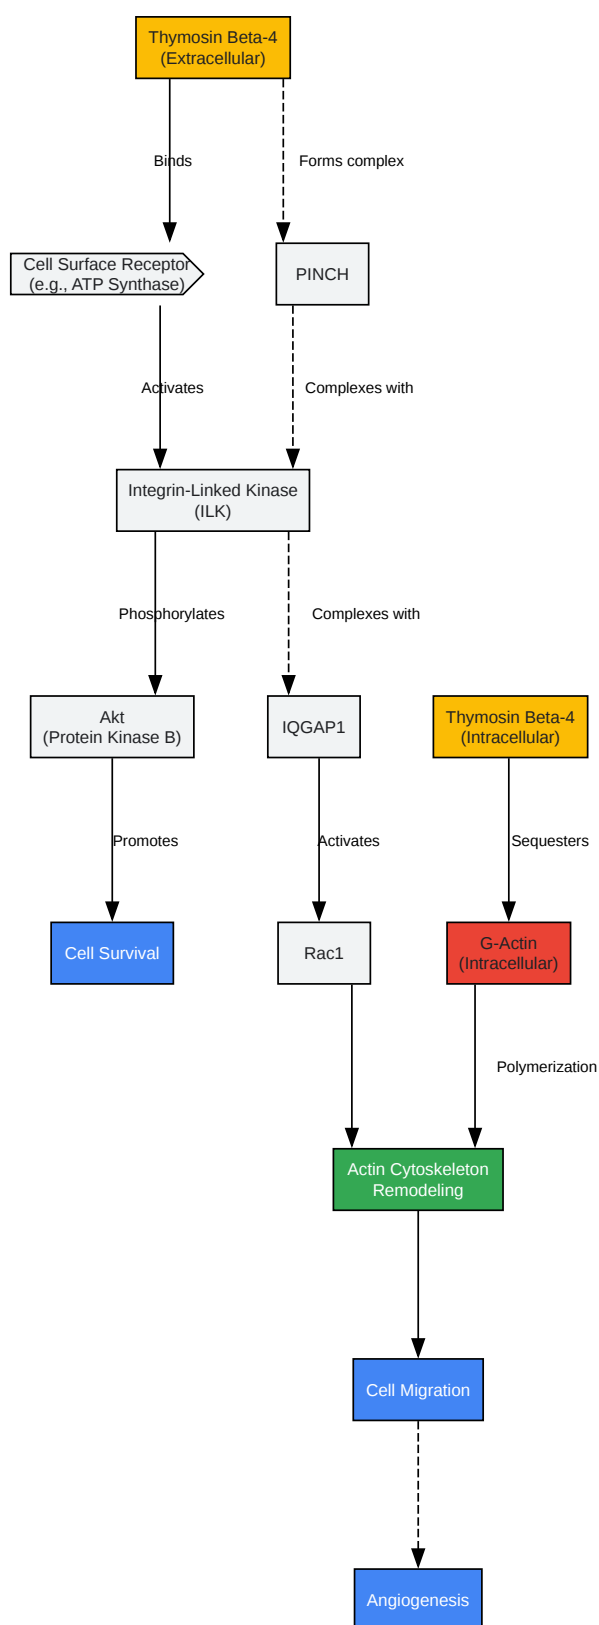 Thymosin Beta-4
(Extracellular)
Binds
Forms complex
Cell Surface Receptor
(e.g., ATP Synthase)
PINCH
Activates
Complexes with
Integrin-Linked Kinase
(ILK)
Phosphorylates
Complexes with
Akt
(Protein Kinase B)
IQGAP1
Thymosin Beta-4
(Intracellular)
Promotes
Activates
Sequesters
Cell Survival
Rac1
G-Actin
(Intracellular)
Polymerization
Actin Cytoskeleton
Remodeling
Cell Migration
Angiogenesis